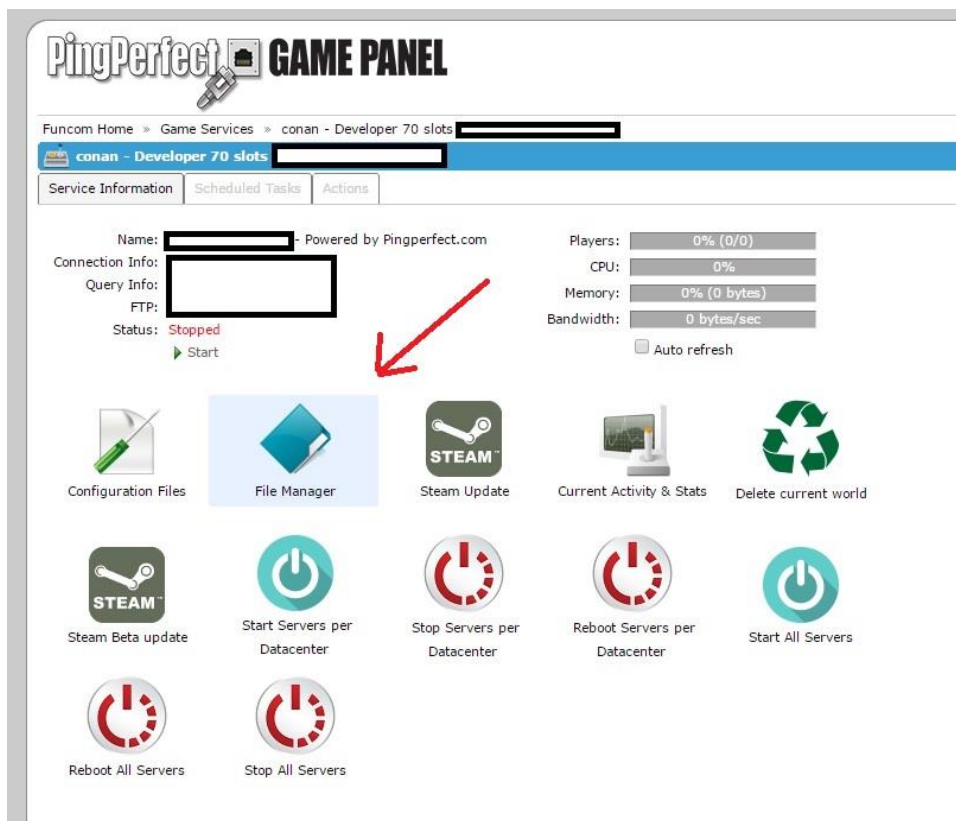 PingPerfect GAME PANEL
Funcom Home » Game Services » conan - Developer 70 slots
conan - Developer 70 slots
Service Information Scheduled Tasks Actions
Name: - Powered by Pingperfect.com
Connection Info:
Query Info:
FTP:
Status: Stopped
Start
Players: 0% (0/0)
CPU: 0%
Memory: 0% (0 bytes)
Bandwidth: 0 bytes/sec
Auto refresh
STEAM™
Configuration Files File Manager Steam Update Current Activity & Stats Delete current world
STEAM™
Steam Beta update
Start Servers per
Datacenter
Stop Servers per
Datacenter
Reboot Servers per
Datacenter
Start All Servers
Reboot All Servers Stop All Servers